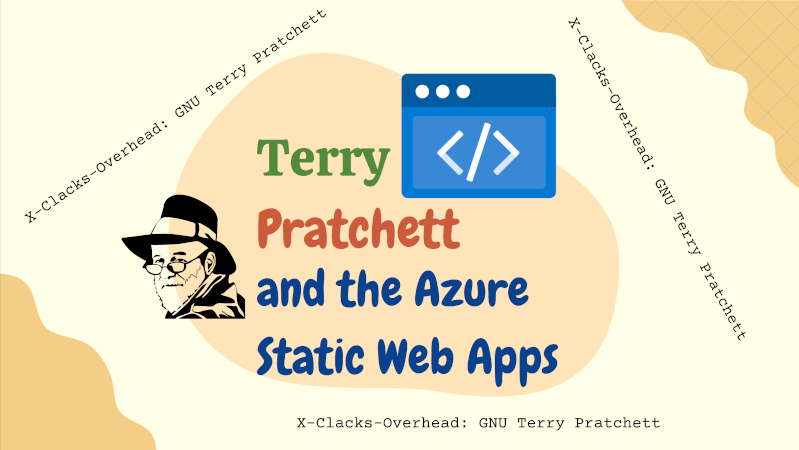 X-Clacks-Overhead: GNU Terry Pratchett
X-Clacks-Overhead: GNU Terry Pratchett
</>
Terry
Pratchett
and the Azure
Static Web Apps
X-Clacks-Overhead: GNU Terry Pratchett